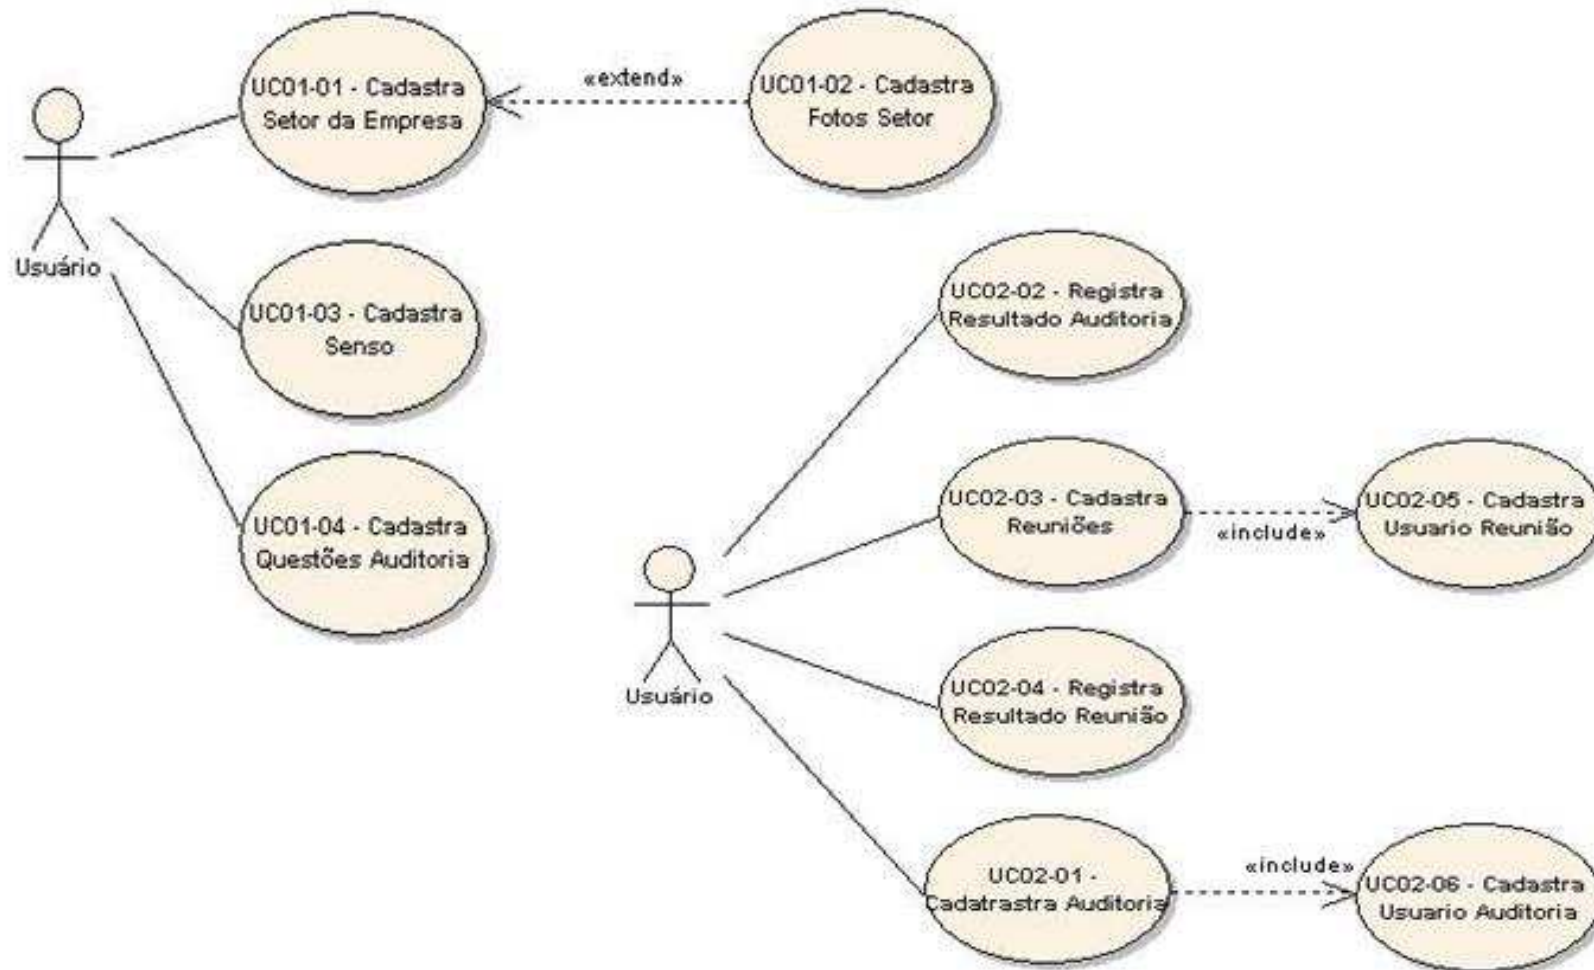 UC01-01 - Cadastra
Setor da Empresa
«extend»
UC01-02 - Cadastra
Fotos Setor
Usuário
UC01-03 - Cadastra
Senso
UC01-04 - Cadastra
Questões Auditoria
UC02-02 - Registra
Resultado Auditoria
UC02-03 - Cadastra
Reuniões
«include»
UC02-05 - Cadastra
Usuario Reunião
Usuário
UC02-04 - Registra
Resultado Reunião
UC02-01 -
Cadatrastra Auditoria
«include»
UC02-06 - Cadastra
Usuario Auditoria